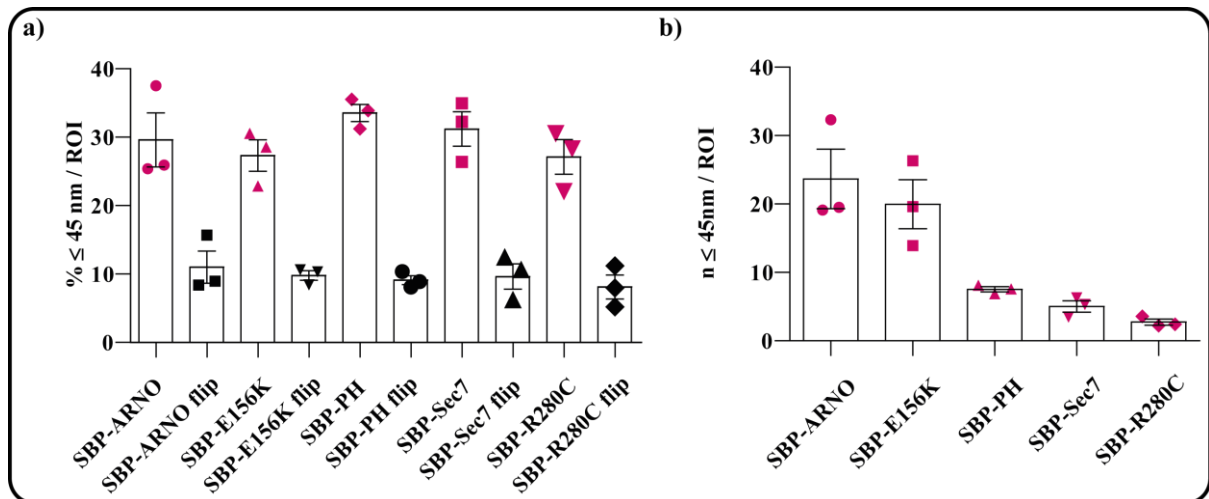 a)
% ≤ 45 nm / ROI
40
30
20
10
0
SBP-ARNO
SBP-ARNO flip
SBP-E156K
SBP-E156K flip
SBP-PH
SBP-PH flip
SBP-Sec7
SBP-Sec7 flip
SBP-R280C
SBP-R280C flip
b)
n ≤ 45nm / ROI
40
30
20
10
0
SBP-ARNO
SBP-E156K
SBP-PH
SBP-Sec7
SBP-R280C